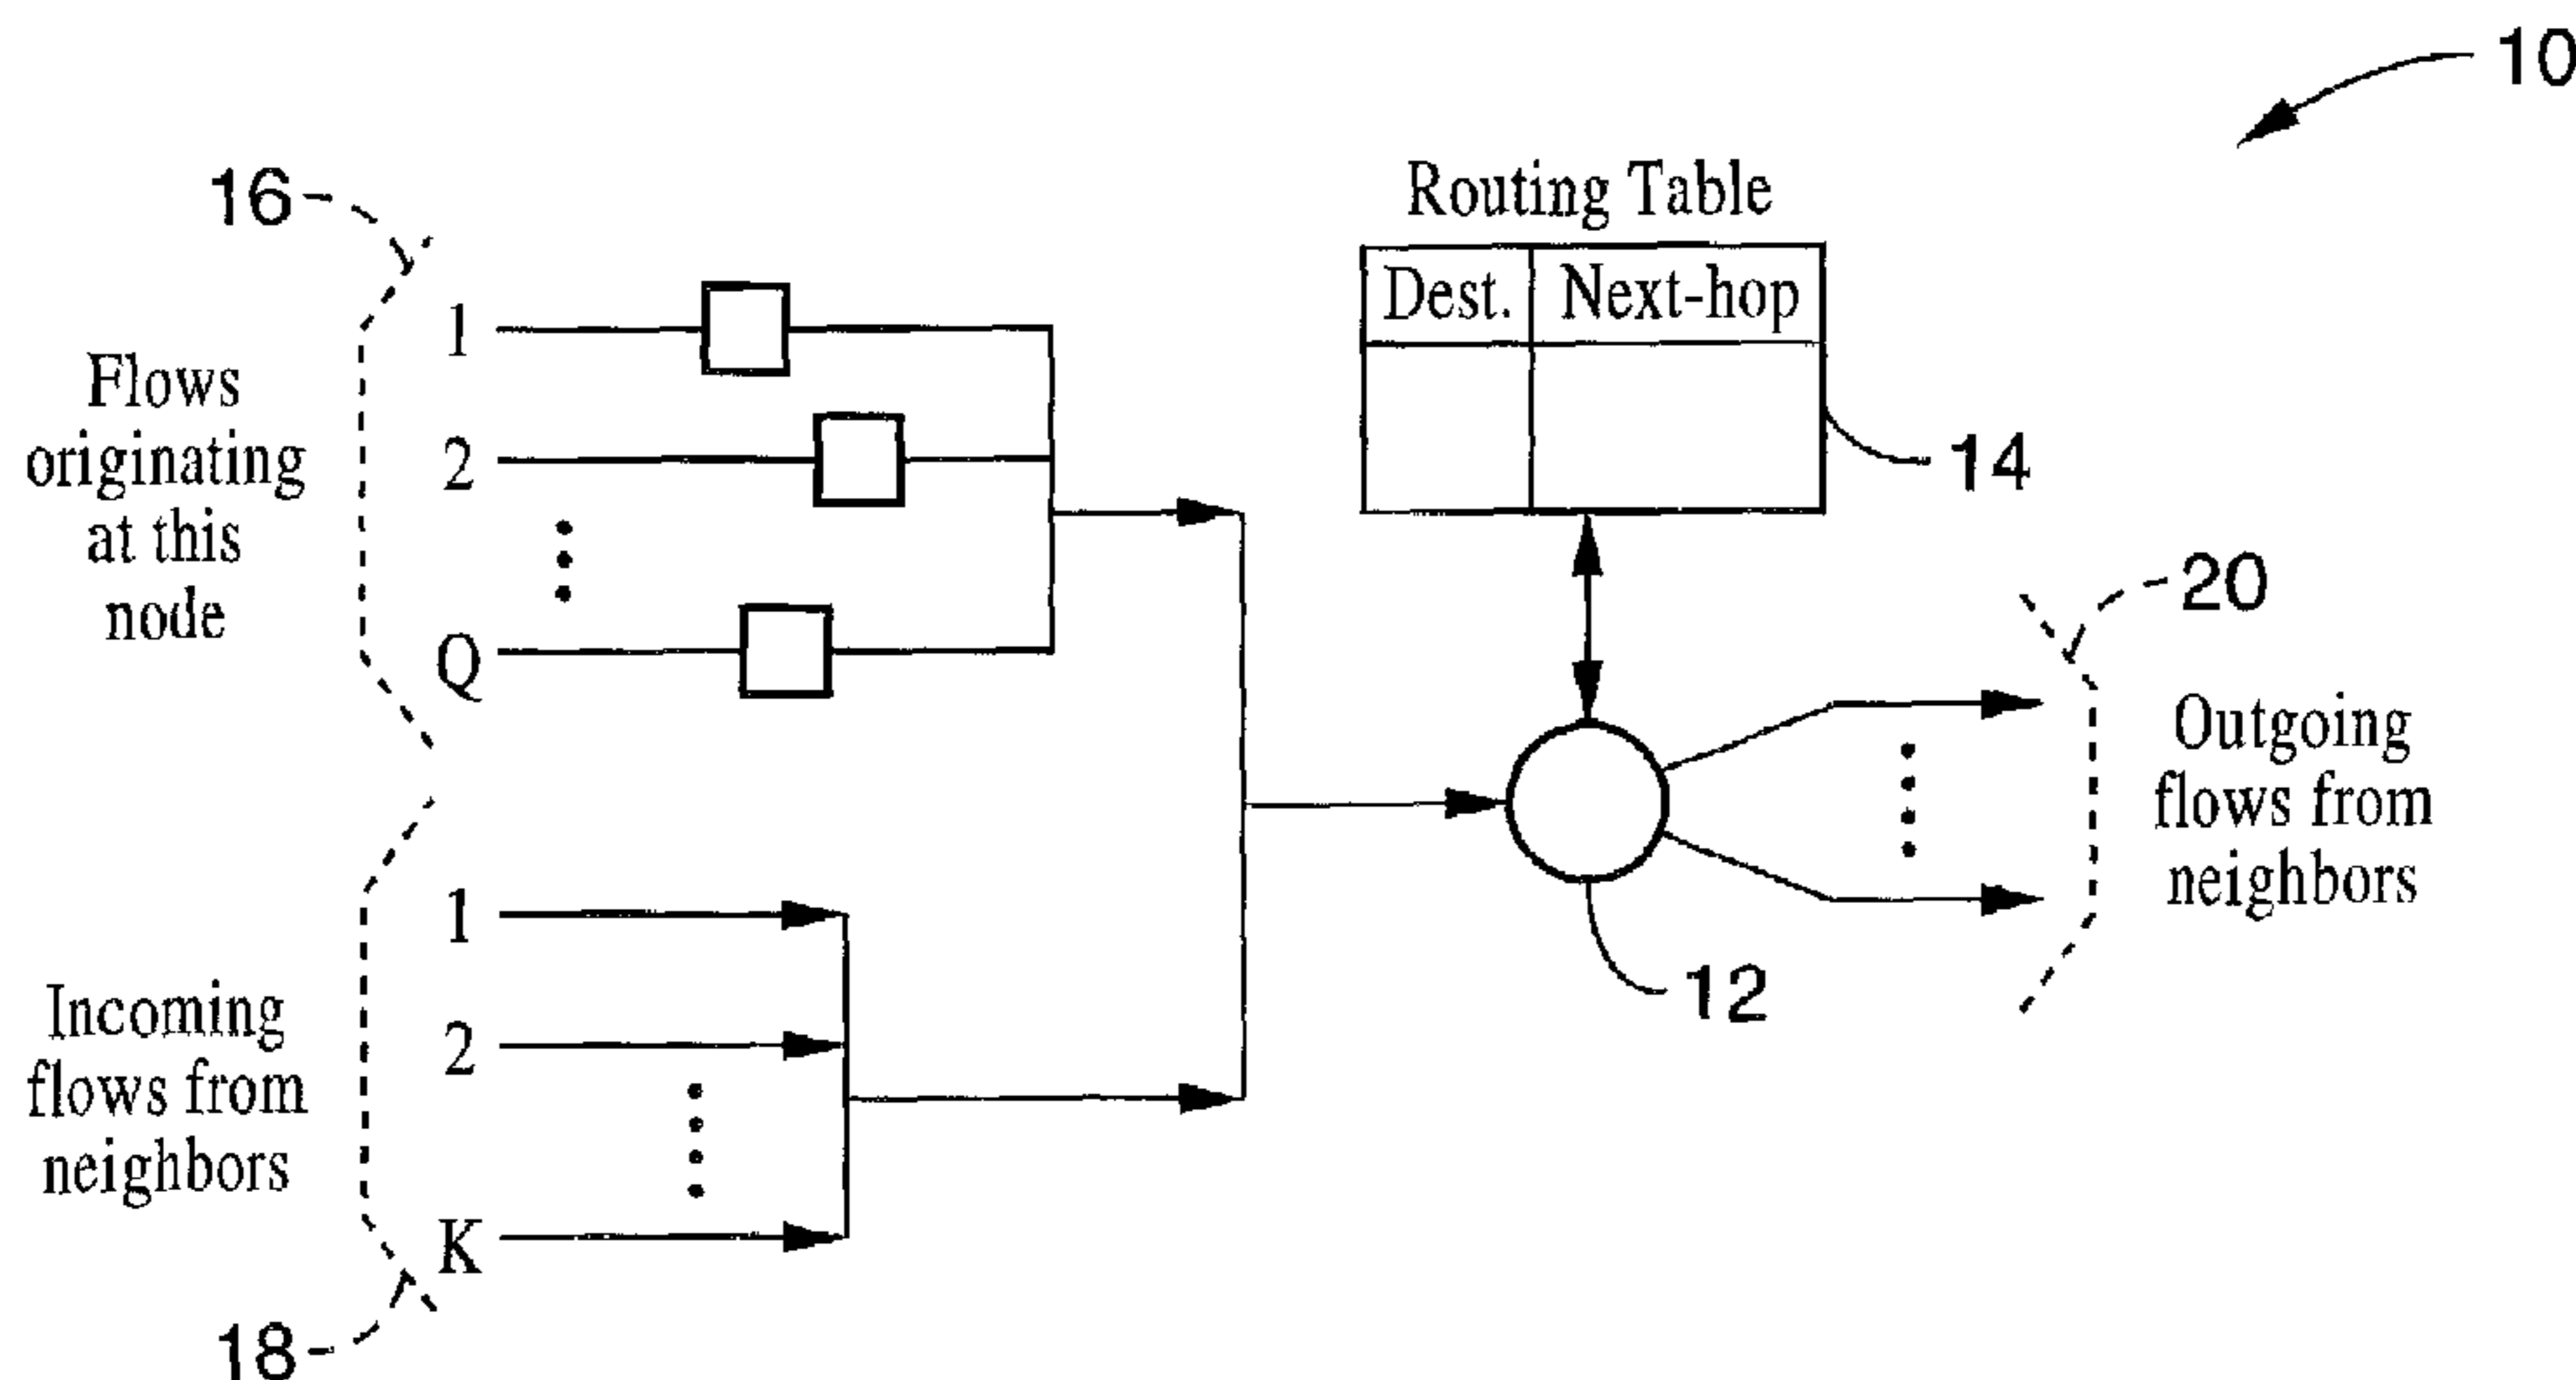 10
16
Routing Table
Dest. Next-hop
14
1
2
Q
Flows
originating
at this
node
20
Outgoing
flows from
neighbors
12
1
2
K
Incoming
flows from
neighbors
18